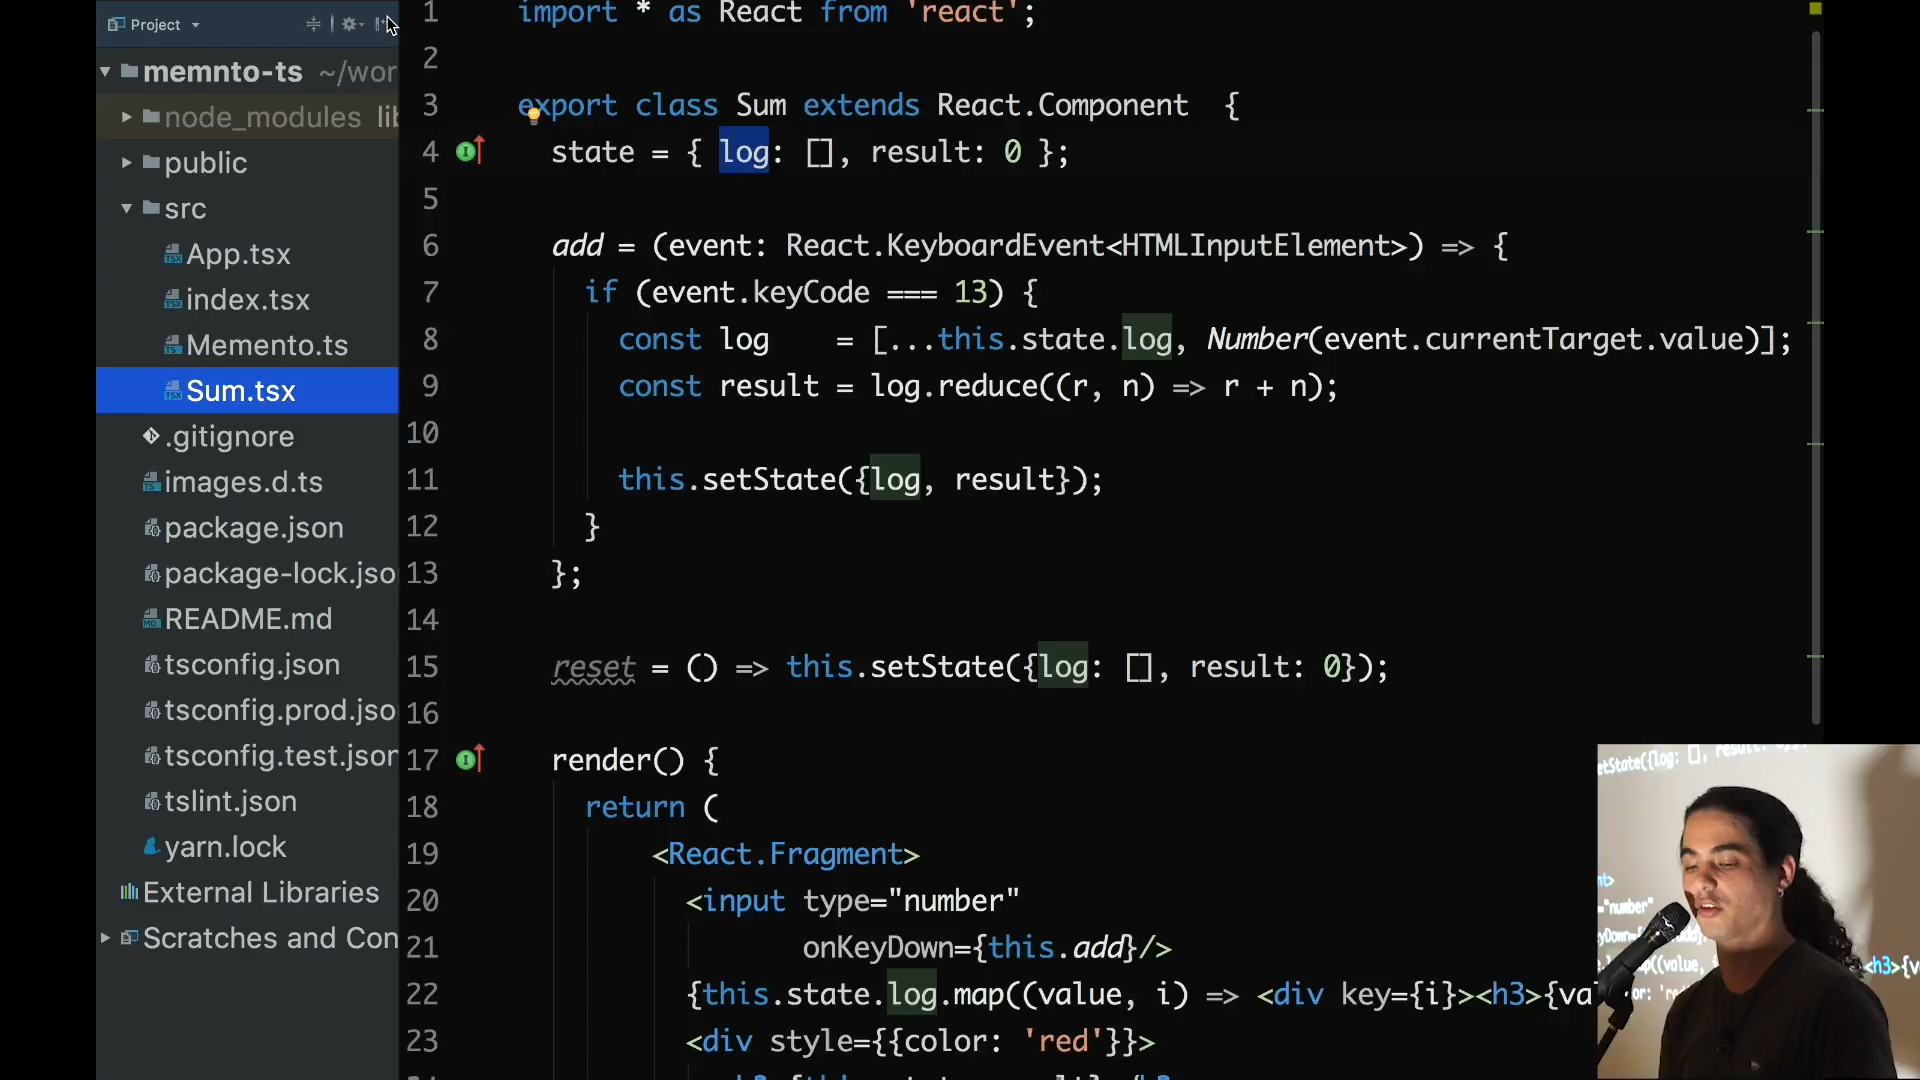 Project
memnto-ts ~/wor
node_modules lib
public
src
App.tsx
index.tsx
Memento.ts
Sum.tsx
.gitignore
images.d.ts
package.json
package-lock.jso
README.md
tsconfig.json
tsconfig.prod.jso
tsconfig.test.json
tslint.json
yarn.lock
External Libraries
Scratches and Con
1 import * as React from 'react';
2
3 export class Sum extends React.Component {
4 state = { log: [], result: 0 };
5
6 add = (event: React.KeyboardEvent<HTMLInputElement>) => {
7 if (event.keyCode === 13) {
8 const log = [...this.state.log, Number(event.currentTarget.value)];
9 const result = log.reduce((r, n) => r + n);
10
11 this.setState({log, result});
12 }
13 };
14
15 reset = () => this.setState({log: [], result: 0});
16
17 render() {
18 return (
19 <React.Fragment>
20 <input type="number"
21 onKeyDown={this.add}/>
22 {this.state.log.map((value, i) => <div key={i}><h3>{va
23 <div style={{color: 'red'}}>